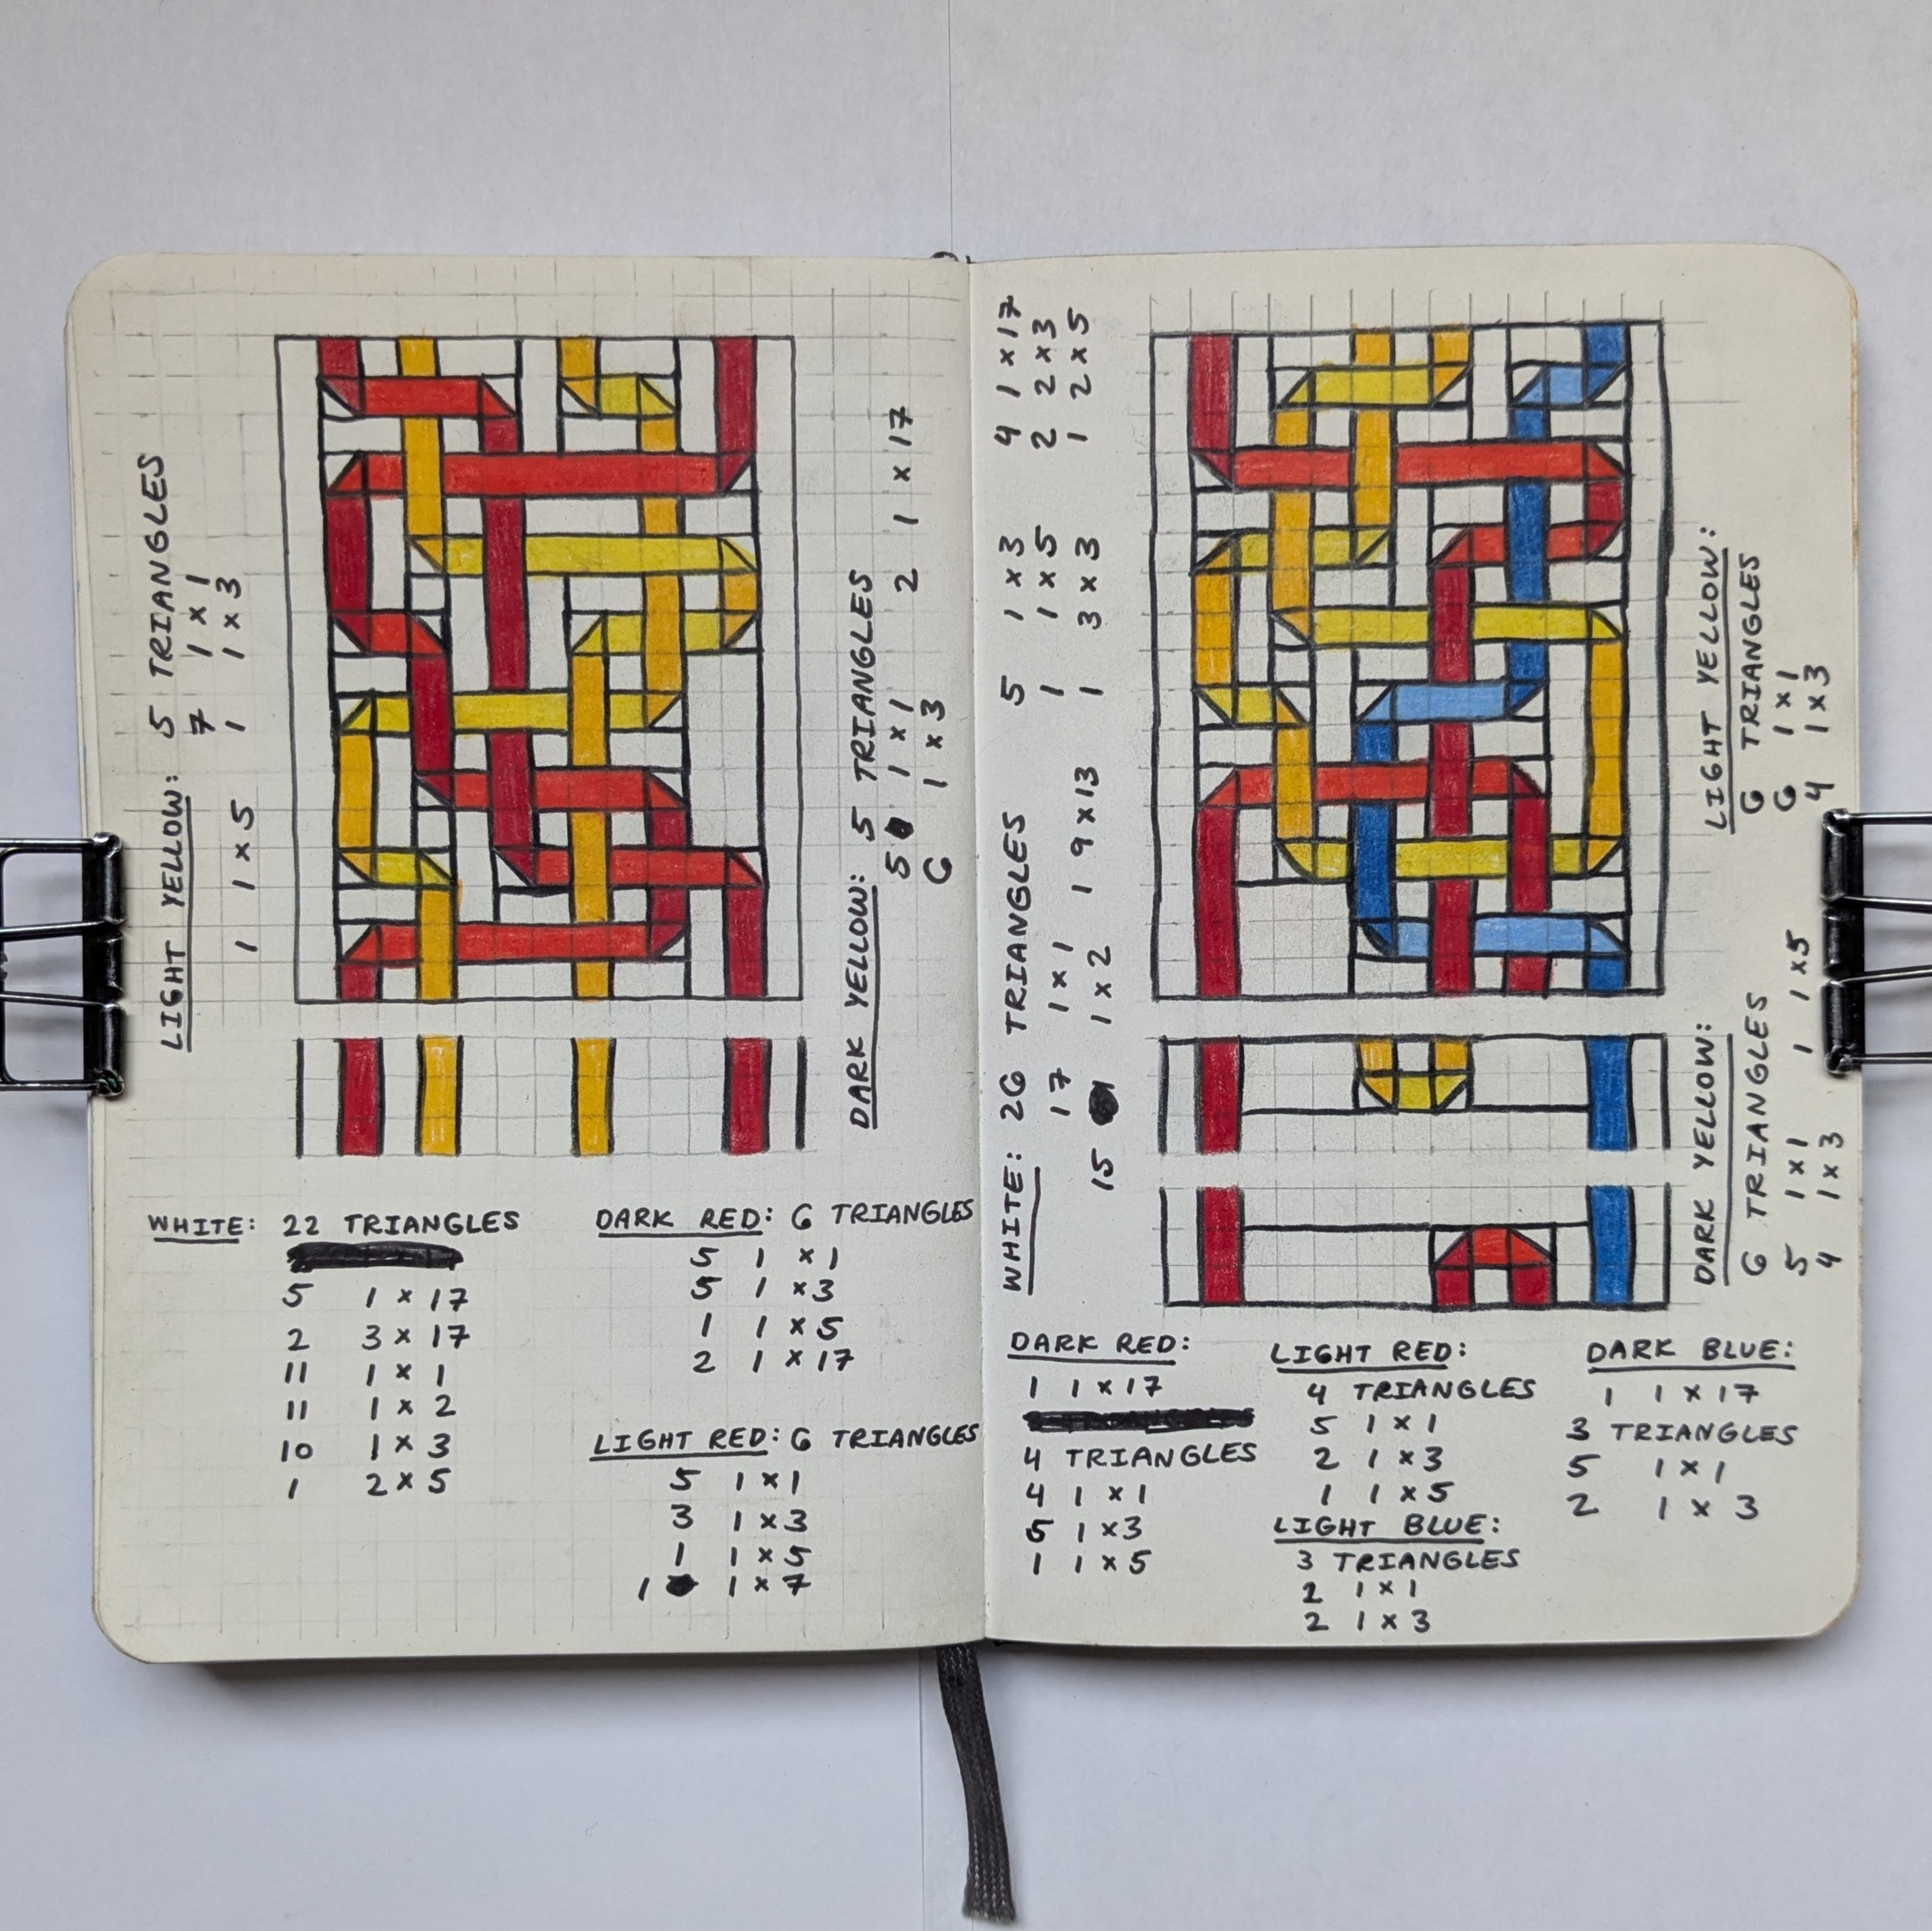 LIGHT YELLOW: 5 TRIANGLES
7 1 × 1
1 1 × 5 1 1 × 3
DARK YELLOW: 5 TRIANGLES
5 1 × 1 2 1 × 17
6 1 × 3
WHITE: 22 TRIANGLES
5 1 × 17
2 3 × 17
11 1 × 1
11 1 × 2
10 1 × 3
1 2 × 5
DARK RED: 6 TRIANGLES
5 1 × 1
5 1 × 3
1 1 × 5
2 1 × 17
LIGHT RED: 6 TRIANGLES
5 1 × 1
3 1 × 3
1 1 × 5
1 1 × 7
WHITE: 26 TRIANGLES 5 1 × 3 4 1 × 17
17 1 × 1 1 1 × 5 2 2 × 3
15 1 × 2 1 9 × 13 1 3 × 3 1 2 × 5
LIGHT YELLOW:
6 TRIANGLES
6 1 × 1
4 1 × 3
DARK YELLOW:
6 TRIANGLES
5 1 × 1 1 1 × 5
4 1 × 3
DARK RED:
1 1 × 17
4 TRIANGLES
4 1 × 1
5 1 × 3
1 1 × 5
LIGHT RED:
4 TRIANGLES
5 1 × 1
2 1 × 3
1 1 × 5
LIGHT BLUE:
3 TRIANGLES
2 1 × 1
2 1 × 3
DARK BLUE:
1 1 × 17
3 TRIANGLES
5 1 × 1
2 1 × 3